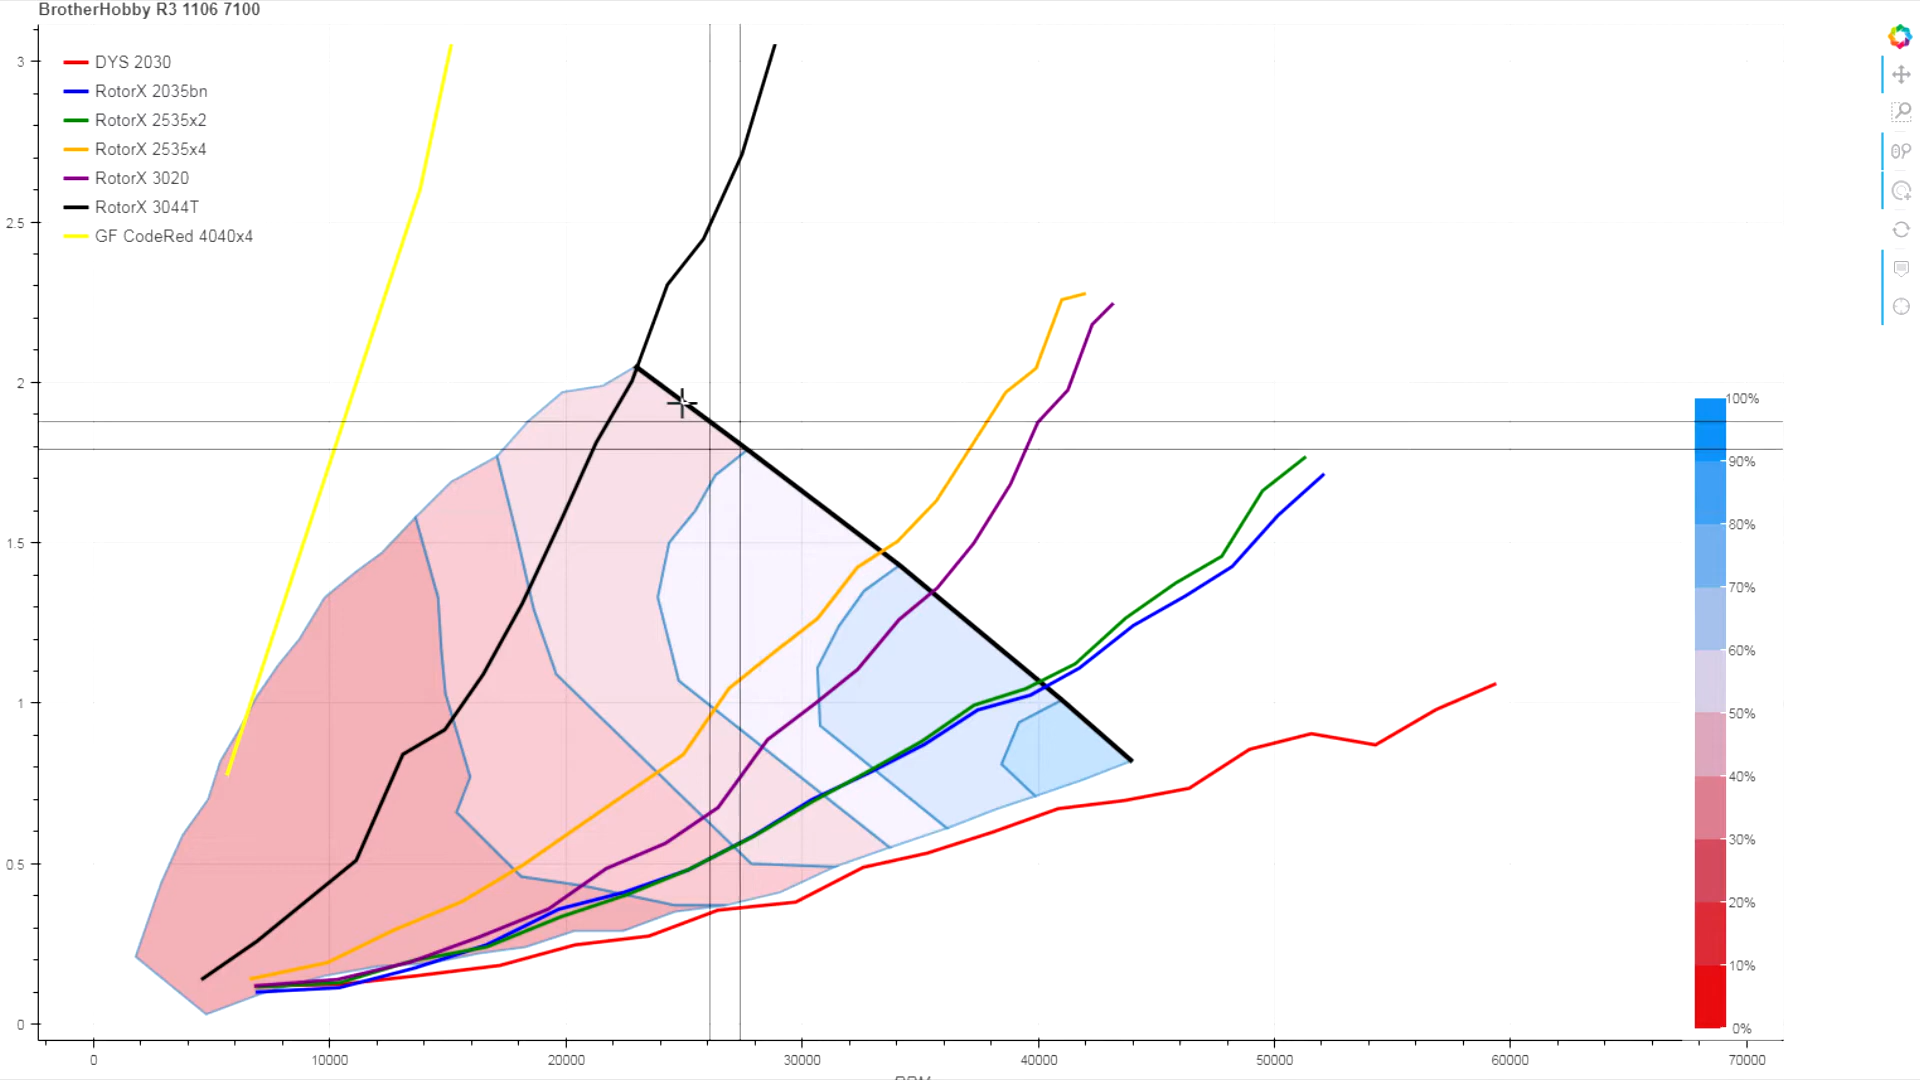 BrotherHobby R3 1106 7100
DYS 2030
RotorX 2035bn
RotorX 2535x2
RotorX 2535x4
RotorX 3020
RotorX 3044T
GF CodeRed 4040x4
3
2.5
2
1.5
1
0.5
0
0
10000
20000
30000
40000
50000
60000
70000
RPM
100%
90%
80%
70%
60%
50%
40%
30%
20%
10%
0%